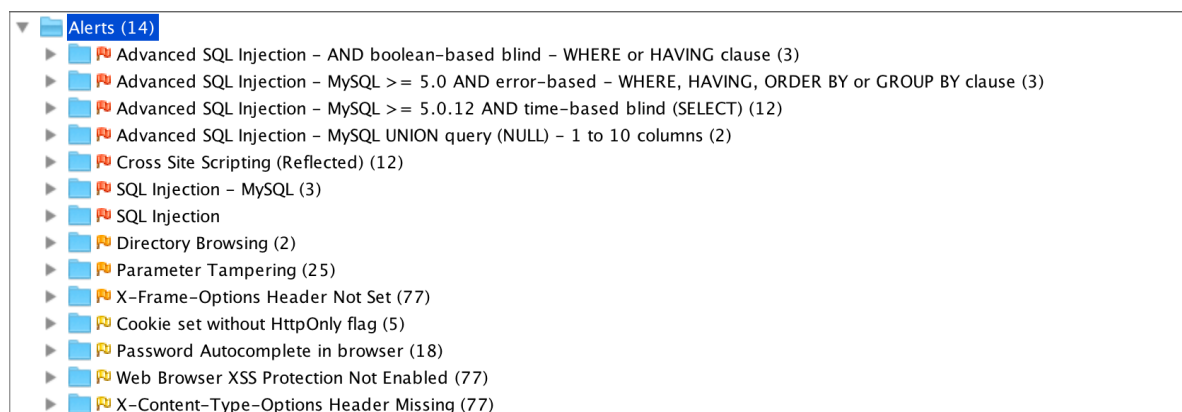 Alerts (14)
Advanced SQL Injection – AND boolean-based blind – WHERE or HAVING clause (3)
Advanced SQL Injection – MySQL >= 5.0 AND error-based – WHERE, HAVING, ORDER BY or GROUP BY clause (3)
Advanced SQL Injection – MySQL >= 5.0.12 AND time-based blind (SELECT) (12)
Advanced SQL Injection – MySQL UNION query (NULL) – 1 to 10 columns (2)
Cross Site Scripting (Reflected) (12)
SQL Injection – MySQL (3)
SQL Injection
Directory Browsing (2)
Parameter Tampering (25)
X-Frame-Options Header Not Set (77)
Cookie set without HttpOnly flag (5)
Password Autocomplete in browser (18)
Web Browser XSS Protection Not Enabled (77)
X-Content-Type-Options Header Missing (77)